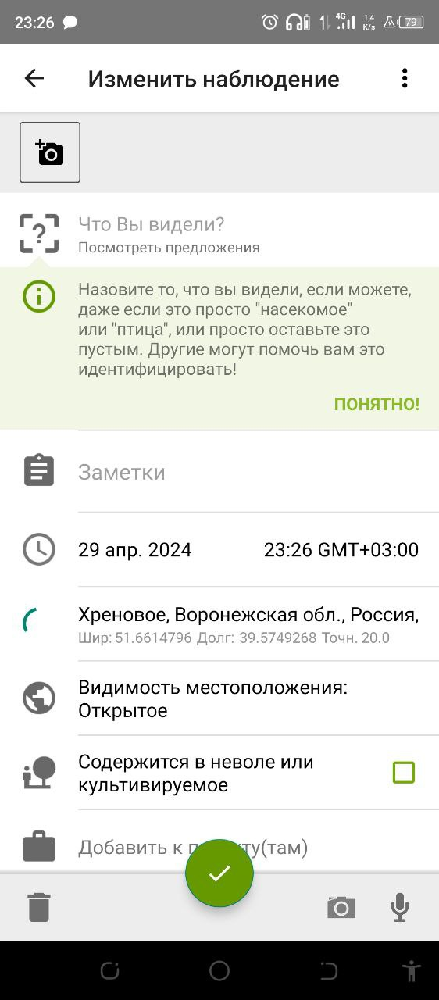 23:26
4G 1,4 K/s 79
Изменить наблюдение
Что Вы видели?
Посмотреть предложения
Назовите то, что вы видели, если можете,
даже если это просто "насекомое"
или "птица", или просто оставьте это
пустым. Другие могут помочь вам это
идентифицировать!
ПОНЯТНО!
Заметки
29 апр. 2024 23:26 GMT+03:00
Хреновое, Воронежская обл., Россия,
Шир: 51.6614796 Долг: 39.5749268 Точн. 20.0
Видимость местоположения:
Открытое
Содержится в неволе или
культивируемое
Добавить к